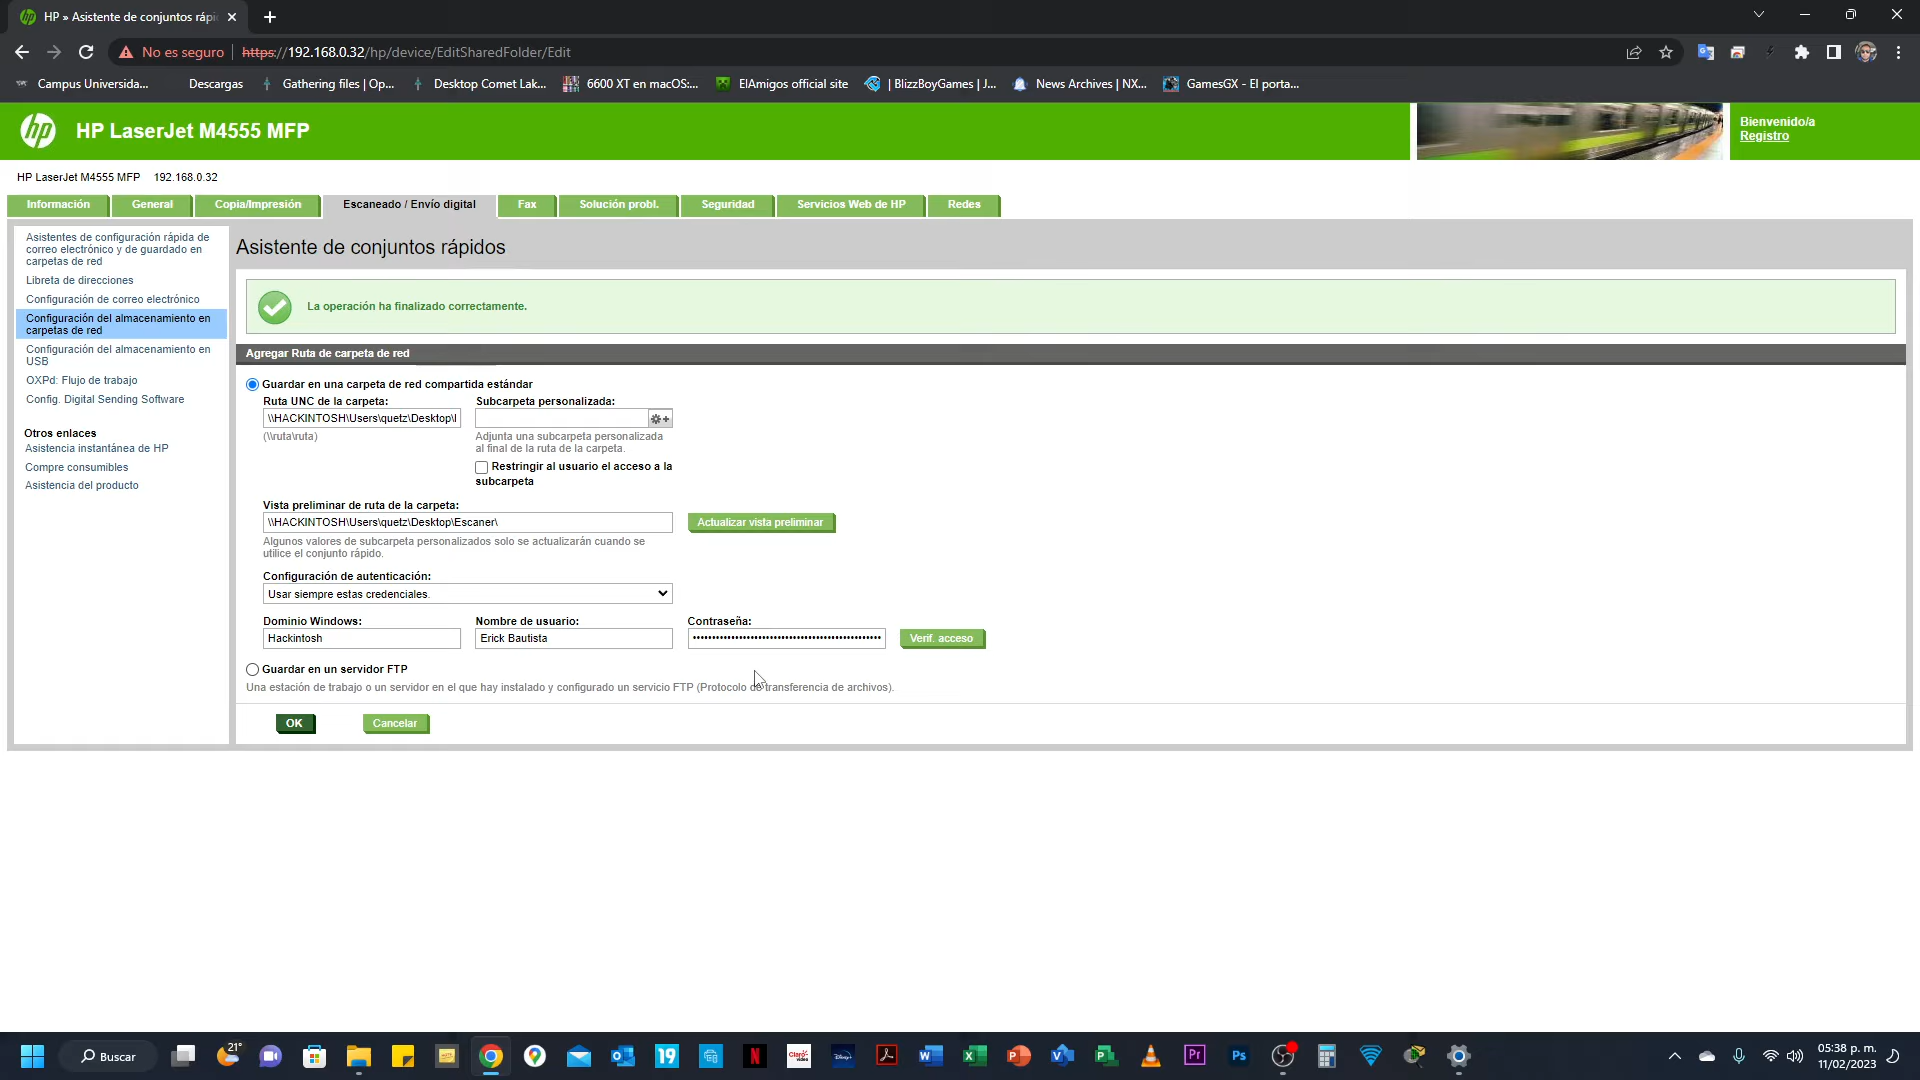 HP » Asistente de conjuntos rápi
No es seguro
https://192.168.0.32/hp/device/EditSharedFolder/Edit
Campus Universida...
Descargas
Gathering files | Op...
Desktop Comet Lak...
6600 XT en macOS:...
ElAmigos official site
| BlizzBoyGames | J...
News Archives | NX...
GamesGX - El porta...
hp
HP LaserJet M4555 MFP
Bienvenido/a
Registro
HP LaserJet M4555 MFP 192.168.0.32
Información
General
Copia/Impresión
Escaneado / Envío digital
Fax
Solución probl.
Seguridad
Servicios Web de HP
Redes
Asistentes de configuración rápida de
correo electrónico y de guardado en
carpetas de red
Libreta de direcciones
Configuración de correo electrónico
Configuración del almacenamiento en
carpetas de red
Configuración del almacenamiento en
USB
OXPd: Flujo de trabajo
Config. Digital Sending Software
Otros enlaces
Asistencia instantánea de HP
Compre consumibles
Asistencia del producto
Asistente de conjuntos rápidos
La operación ha finalizado correctamente.
Agregar Ruta de carpeta de red
Guardar en una carpeta de red compartida estándar
Ruta UNC de la carpeta:
\\HACKINTOSH\Users\quetz\Desktop\
(\\ruta\ruta)
Subcarpeta personalizada:
Adjunta una subcarpeta personalizada
al final de la ruta de la carpeta.
Restringir al usuario el acceso a la
subcarpeta
Vista preliminar de ruta de la carpeta:
\\HACKINTOSH\Users\quetz\Desktop\Escaner\
Actualizar vista preliminar
Algunos valores de subcarpeta personalizados solo se actualizarán cuando se
utilice el conjunto rápido.
Configuración de autenticación:
Usar siempre estas credenciales.
Dominio Windows:
Hackintosh
Nombre de usuario:
Erick Bautista
Contraseña:
Verif. acceso
Guardar en un servidor FTP
Una estación de trabajo o un servidor en el que hay instalado y configurado un servicio FTP (Protocolo de transferencia de archivos).
OK
Cancelar
Buscar
21°
19
05:38 p. m.
11/02/2023